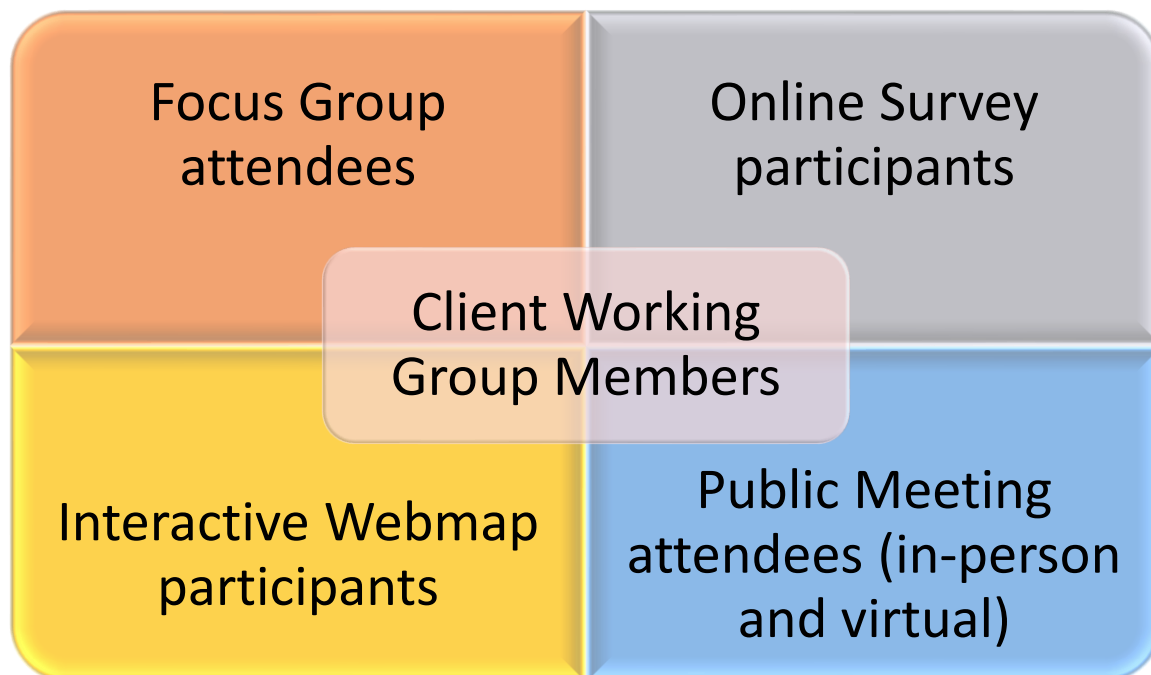 Focus Group
attendees
Online Survey
participants
Client Working
Group Members
Interactive Webmap
participants
Public Meeting
attendees (in-person
and virtual)